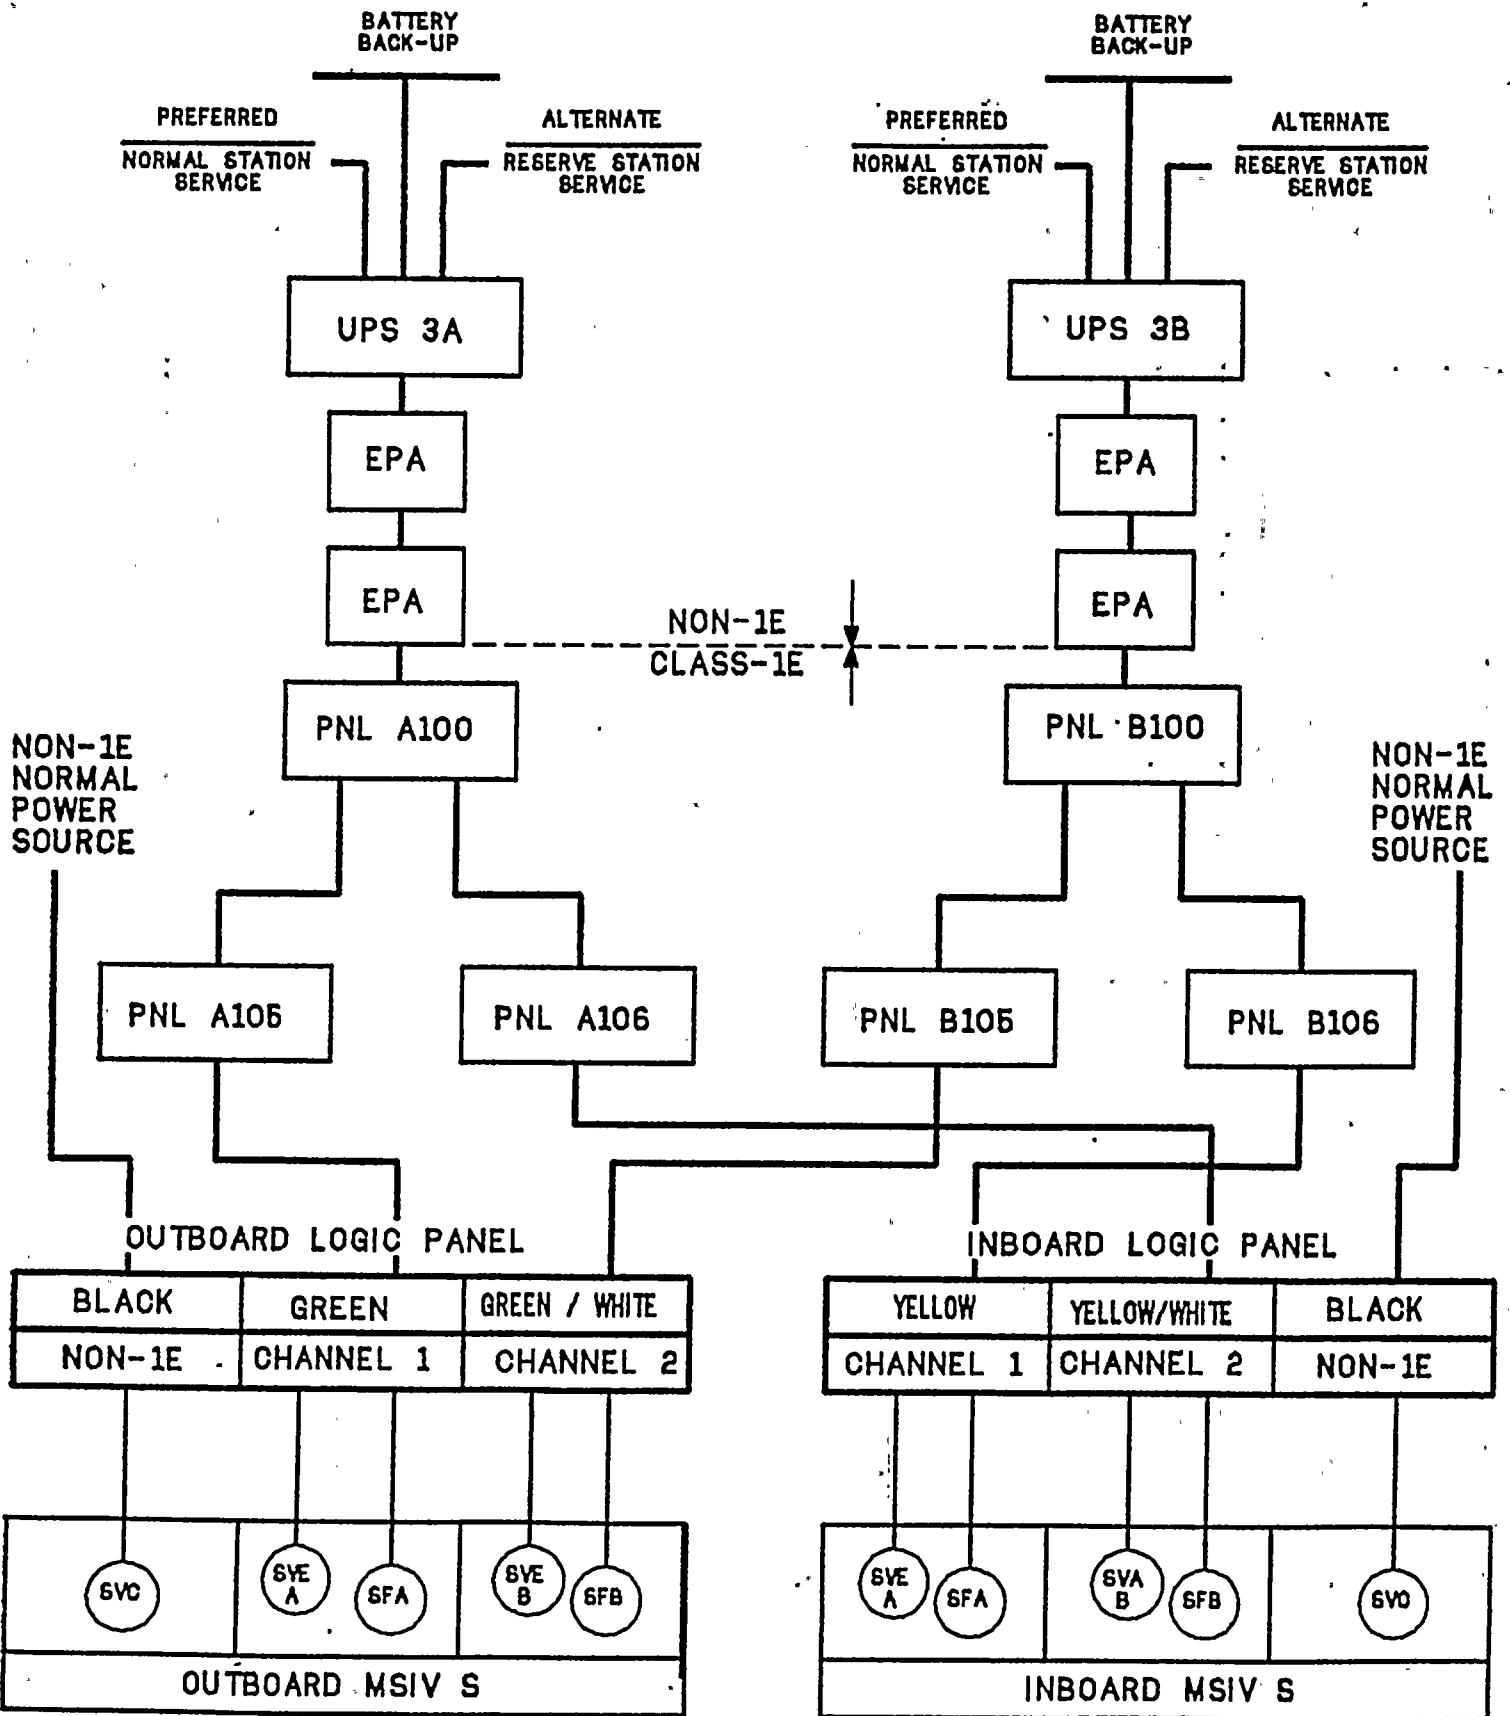 BATTERY
BACK-UP
BATTERY
BACK-UP
PREFERRED
NORMAL STATION
SERVICE
ALTERNATE
RESERVE STATION
SERVICE
PREFERRED
NORMAL STATION
SERVICE
ALTERNATE
RESERVE STATION
SERVICE
UPS 3A
UPS 3B
EPA
EPA
EPA
EPA
NON-1E
CLASS-1E
PNL A100
PNL B100
NON-1E
NORMAL
POWER
SOURCE
NON-1E
NORMAL
POWER
SOURCE
PNL A105
PNL A106
PNL B105
PNL B106
OUTBOARD LOGIC PANEL
INBOARD LOGIC PANEL
BLACK GREEN GREEN / WHITE
NON-1E CHANNEL 1 CHANNEL 2
YELLOW YELLOW/WHITE BLACK
CHANNEL 1 CHANNEL 2 NON-1E
SVC
SVE
A
SFA
SVE
B
SFB
SVE
A
SFA
SVA
B
SFB
SVO
OUTBOARD MSIV S
INBOARD MSIV S